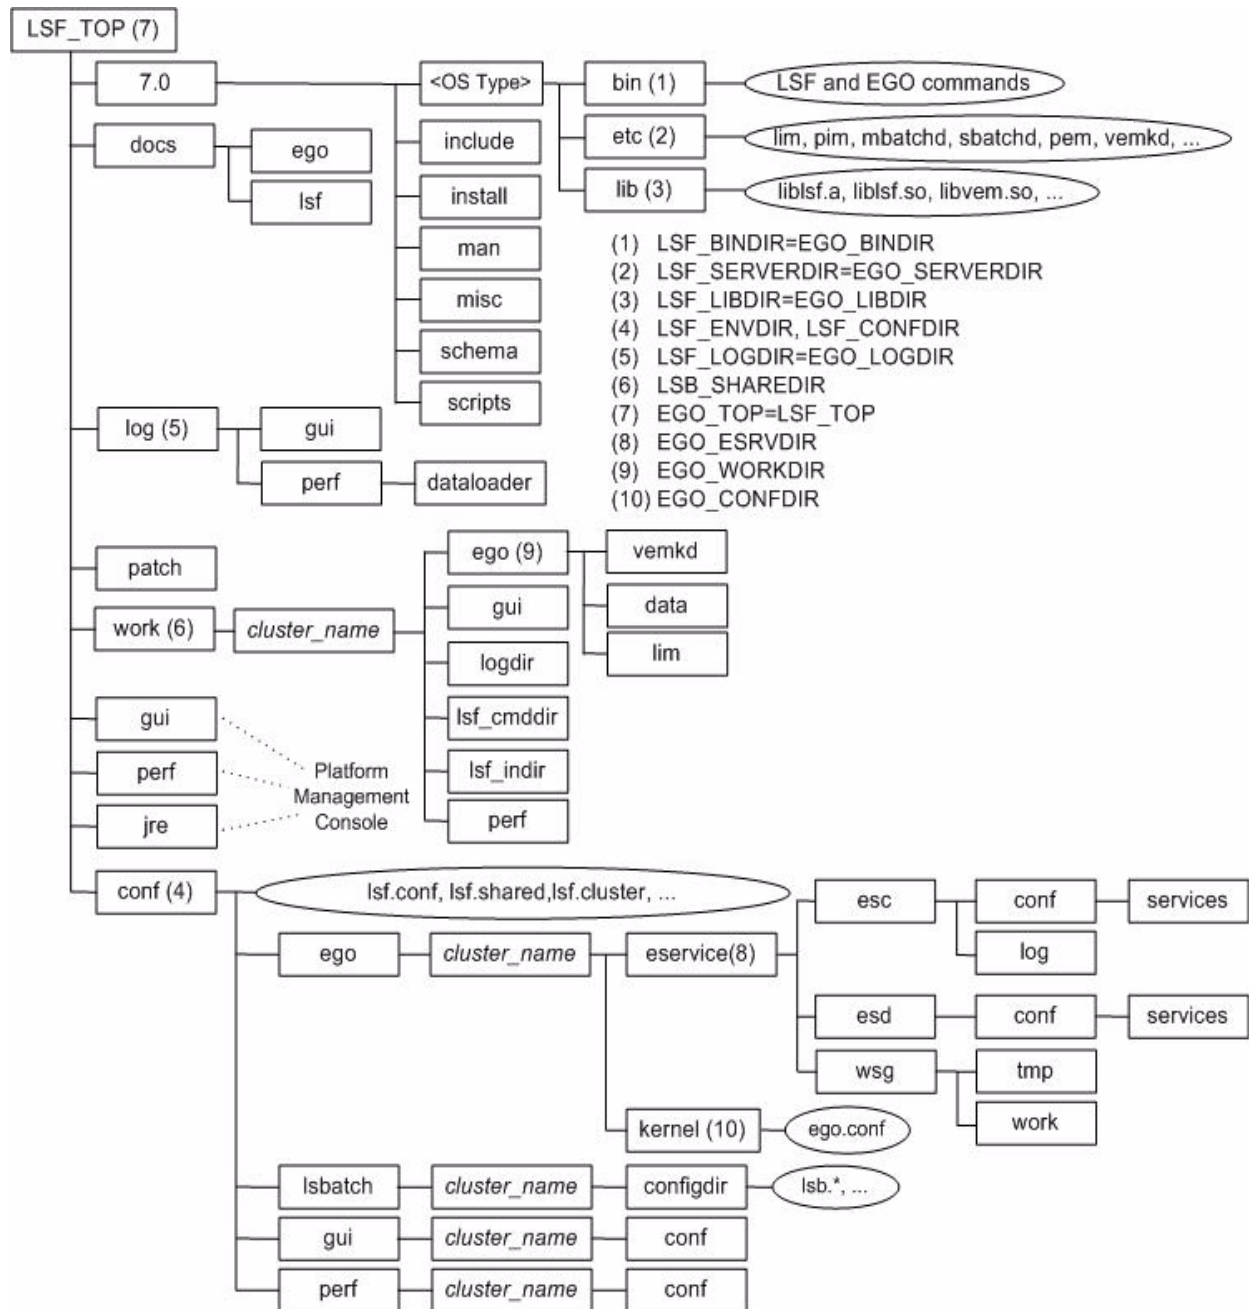 LSF_TOP (7)
7.0
<OS Type>
bin (1)
LSF and EGO commands
docs
ego
include
etc (2)
lim, pim, mbatchd, sbatchd, pem, vemkd, ...
lsf
install
lib (3)
liblsf.a, liblsf.so, libvem.so, ...
man
misc
schema
scripts
(1) LSF_BINDIR=EGO_BINDIR
(2) LSF_SERVERDIR=EGO_SERVERDIR
(3) LSF_LIBDIR=EGO_LIBDIR
(4) LSF_ENVDIR, LSF_CONFDIR
(5) LSF_LOGDIR=EGO_LOGDIR
(6) LSB_SHAREDIR
(7) EGO_TOP=LSF_TOP
(8) EGO_ESRVDIR
(9) EGO_WORKDIR
(10) EGO_CONFDIR
log (5)
gui
perf
dataloader
patch
work (6)
cluster_name
ego (9)
vemkd
gui
data
logdir
lim
lsf_cmddir
lsf_indir
perf
gui
perf
jre
Platform
Management
Console
conf (4)
lsf.conf, lsf.shared,lsf.cluster, ...
ego
cluster_name
eservice(8)
esc
conf
services
log
esd
conf
services
wsg
tmp
work
kernel (10)
ego.conf
lsbatch
cluster_name
configdir
lsb.*, ...
gui
cluster_name
conf
perf
cluster_name
conf